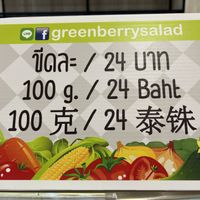 greenberrysalad
ขีดละ / 24 บาท
100 g. / 24 Baht
100 克 / 24 泰铢